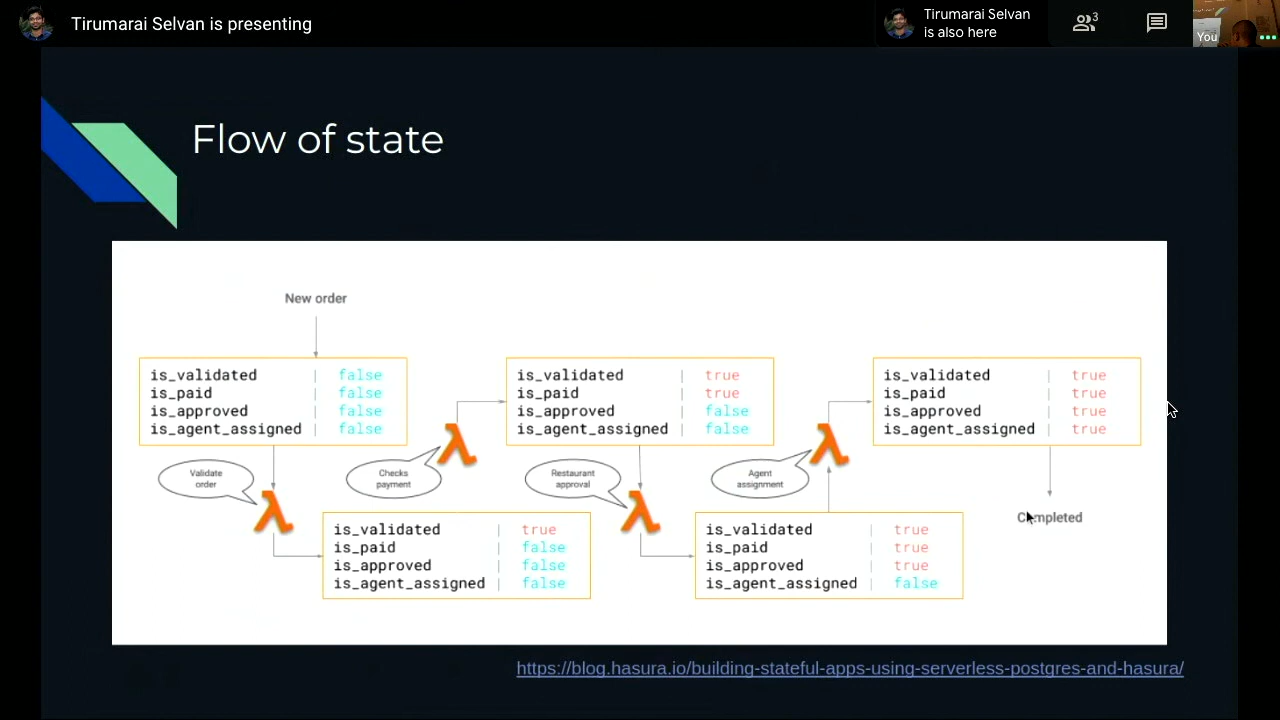 Tirumarai Selvan is presenting
Tirumarai Selvan
is also here
3
You
Flow of state
New order
is_validated | false
is_paid | false
is_approved | false
is_agent_assigned | false
is_validated | true
is_paid | true
is_approved | false
is_agent_assigned | false
is_validated | true
is_paid | true
is_approved | true
is_agent_assigned | true
Validate
order
λ
Checks
payment
λ
Restaurant
approval
λ
Agent
assignment
λ
Completed
is_validated | true
is_paid | false
is_approved | false
is_agent_assigned | false
is_validated | true
is_paid | true
is_approved | true
is_agent_assigned | false
https://blog.hasura.io/building-stateful-apps-using-serverless-postgres-and-hasura/